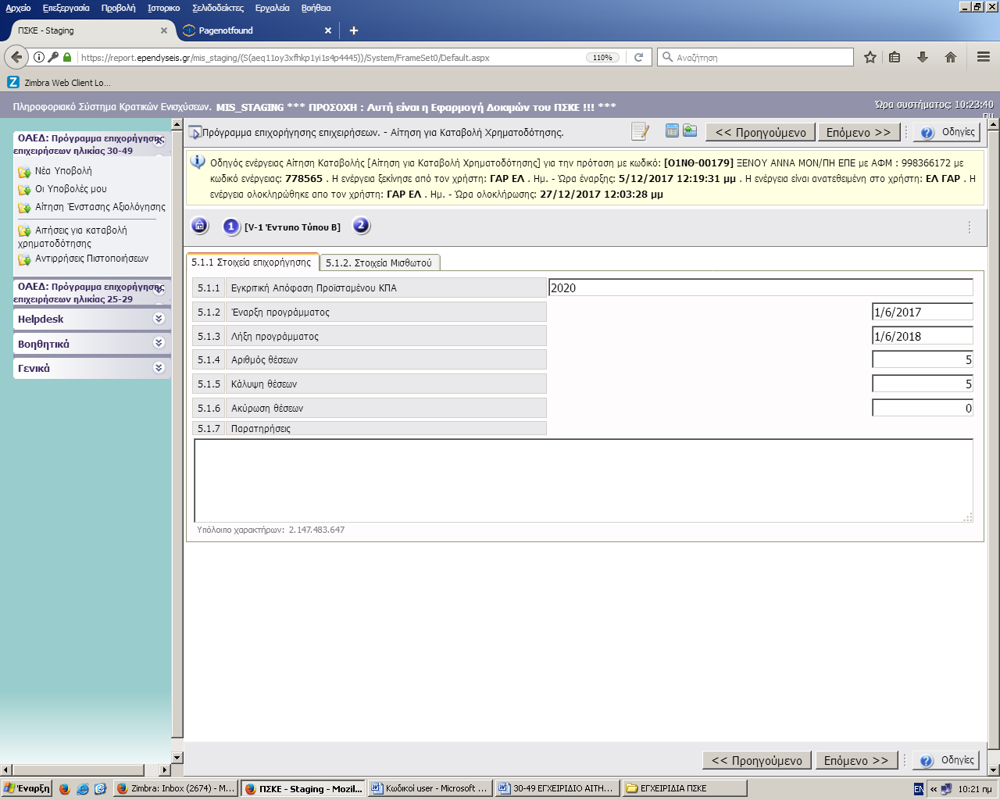 Αρχείο Επεξεργασία Προβολή Ιστορικο Σελιδοδείκτες Εργαλεία Βοήθεια
ΠΣΚΕ - Staging × Pagenotfound × +
https://report.ependyseis.gr/mis_staging/(S(aeq11oy3xfhkp1yi1s4p4445))/System/FrameSet0/Default.aspx 110% Αναζήτηση
Zimbra Web Client Lo...
Πληροφοριακό Σύστημα Κρατικών Ενισχύσεων. MIS_STAGING *** ΠΡΟΣΟΧΗ : Αυτή είναι η Εφαρμογή Δοκιμών του ΠΣΚΕ !!! *** Ώρα συστήματος: 10:23:40
πμ
ΟΑΕΔ: Πρόγραμμα επιχορήγησης
επιχειρήσεων ηλικίας 30-49
Νέα Υποβολή
Οι Υποβολές μου
Αίτηση Ένστασης Αξιολόγησης
Αιτήσεις για καταβολή
χρηματοδότησης
Αντιρρήσεις Πιστοποιήσεων
ΟΑΕΔ: Πρόγραμμα επιχορήγησης
επιχειρήσεων ηλικίας 25-29
Helpdesk
Βοηθητικά
Γενικά
Πρόγραμμα επιχορήγησης επιχειρήσεων. - Αίτηση για Καταβολή Χρηματοδότησης. << Προηγούμενο Επόμενο >> Οδηγίες
Οδηγός ενέργειας Αίτηση Καταβολής [Αίτηση για Καταβολή Χρηματοδότησης] για την πρόταση με κωδικό: [Ο1ΝΘ-00179] ΞΕΝΟΥ ΑΝΝΑ ΜΟΝ/ΠΗ ΕΠΕ με ΑΦΜ : 998366172 με
κωδικό ενέργειας: 778565 . Η ενέργεια ξεκίνησε από τον χρήστη: ΓΑΡ ΕΛ . Ημ. - Ώρα έναρξης: 5/12/2017 12:19:31 μμ . Η ενέργεια είναι ανατεθειμένη στο χρήστη: ΕΛ ΓΑΡ . Η
ενέργεια ολοκληρώθηκε απο τον χρήστη: ΓΑΡ ΕΛ . Ημ. - Ώρα ολοκλήρωσης: 27/12/2017 12:03:28 μμ
1 [V-1 Έντυπο Τύπου Β] 2
5.1.1 Στοιχεία επιχορήγησης 5.1.2. Στοιχεία Μισθωτού
5.1.1 Εγκριτική Απόφαση Προϊσταμένου ΚΠΑ 2020
5.1.2 Έναρξη προγράμματος 1/6/2017
5.1.3 Λήξη προγράμματος 1/6/2018
5.1.4 Αριθμός θέσεων 5
5.1.5 Κάλυψη θέσεων 5
5.1.6 Ακύρωση θέσεων 0
5.1.7 Παρατηρήσεις
Υπόλοιπο χαρακτήρων: 2.147.483.647
<< Προηγούμενο Επόμενο >> Οδηγίες
Έναρξη Zimbra: Inbox (2674) - M... ΠΣΚΕ - Staging - Mozil... Κωδικοί user - Microsoft ... 30-49 ΕΓΧΕΙΡΙΔΙΟ ΑΙΤΗ... ΕΓΧΕΙΡΙΔΙΑ ΠΣΚΕ EN « 10:21 πμ